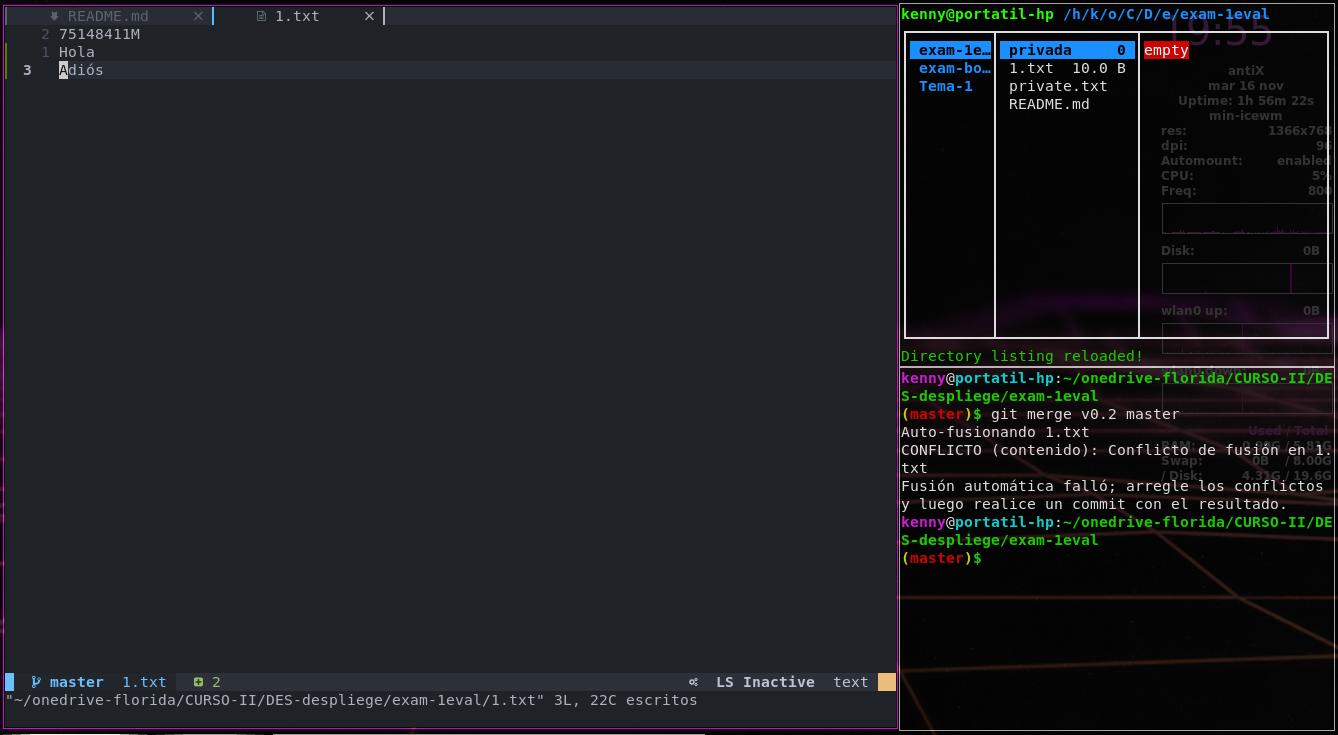 README.md 1.txt
2 75148411M
1 Hola
3 Adiós
master 1.txt 2 LS Inactive text
"~/onedrive-florida/CURSO-II/DES-despliege/exam-1eval/1.txt" 3L, 22C escritos
kenny@portatil-hp /h/k/o/C/D/e/exam-1eval
exam-1e… privada 0 empty
exam-bo… 1.txt 10.0 B
Tema-1 private.txt
README.md
Directory listing reloaded!
19:55
antiX
mar 16 nov
Uptime: 1h 56m 22s
min-icewm
res: 1366x768
dpi: 96
Automount: enabled
CPU: 5%
Freq: 800
Disk: 0B
wlan0 up: 0B
Used / Total
RAM: 5.81G
Swap: 0B / 8.00G
/ Disk: 4.31G / 19.6G
kenny@portatil-hp:~/onedrive-florida/CURSO-II/DE
S-despliege/exam-1eval
(master)$ git merge v0.2 master
Auto-fusionando 1.txt
CONFLICTO (contenido): Conflicto de fusión en 1.
txt
Fusión automática falló; arregle los conflictos
y luego realice un commit con el resultado.
kenny@portatil-hp:~/onedrive-florida/CURSO-II/DE
S-despliege/exam-1eval
(master)$